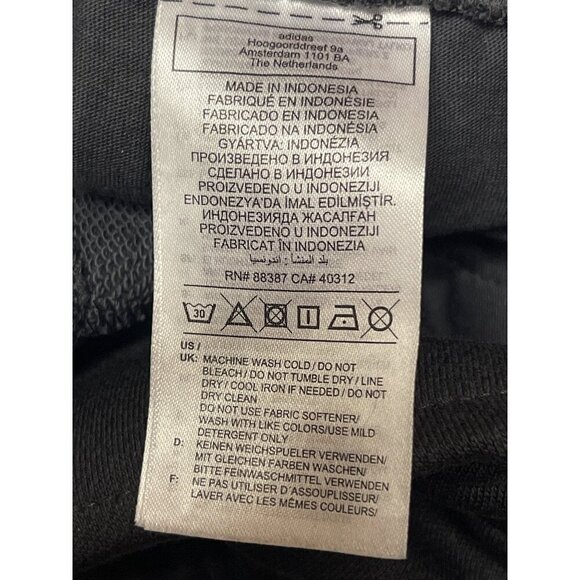 adidas
Hoogoorddreef 9a
Amsterdam 1101 BA
The Netherlands
MADE IN INDONESIA
FABRIQUÉ EN INDONÉSIE
FABRICADO EN INDONESIA
FABRICADO NA INDONÉSIA
GYÁRTVA: INDONÉZIA
ПРОИЗВЕДЕНО В ИНДОНЕЗИЯ
СДЕЛАНО В ИНДОНЕЗИИ
PROIZVEDENO U INDONEZIJI
ENDONEZYA'DA İMAL EDİLMİŞTİR.
ИНДОНЕЗИЯДА ЖАСАЛҒАН
PROIZVEDENO U INDONEZIJI
FABRICAT ÎN INDONEZIA
بلد المنشأ : اندونيسيا
RN# 88387 CA# 40312
30
US /
UK: MACHINE WASH COLD / DO NOT
BLEACH / DO NOT TUMBLE DRY / LINE
DRY / COOL IRON IF NEEDED / DO NOT
DRY CLEAN
DO NOT USE FABRIC SOFTENER/
WASH WITH LIKE COLORS/USE MILD
DETERGENT ONLY
D: KEINEN WEICHSPUELER VERWENDEN/
MIT GLEICHEN FARBEN WASCHEN/
BITTE FEINWASCHMITTEL VERWENDEN
F: NE PAS UTILISER D´ASSOUPLISEUR/
LAVER AVEC LES MÊMES COULEURS/